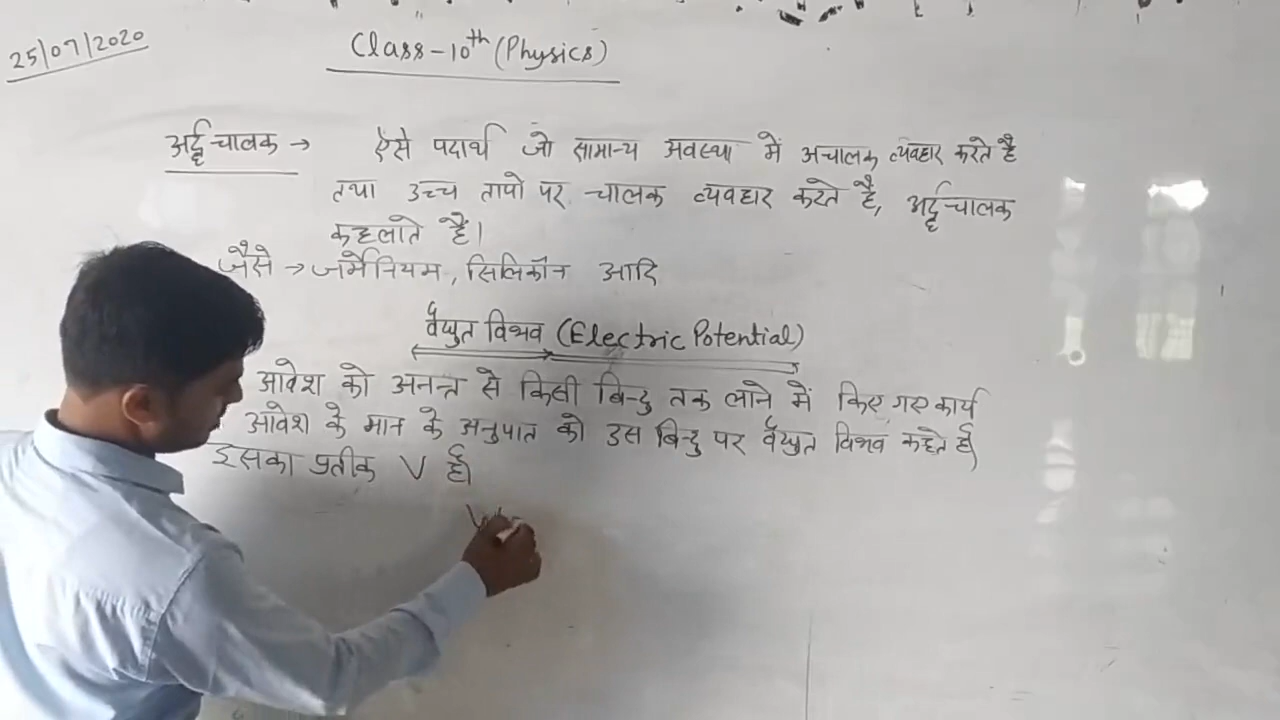 25/07/2020
Class-10th (Physics)
अर्द्धचालक → ऐसे पदार्थ जो सामान्य अवस्था में अचालक व्यवहार करते है
तथा उच्च तापो पर चालक व्यवहार करते है, अर्द्धचालक
कहलाते है।
जैसे → जर्मेनियम, सिलिकॉन आदि
वैद्युत विभव (Electric Potential)
आवेश को अनन्त से किसी बिन्दु तक लाने में किए गए कार्य
आवेश के मान के अनुपात को उस बिन्दु पर वैद्युत विभव कहते है।
इसका प्रतीक V है।